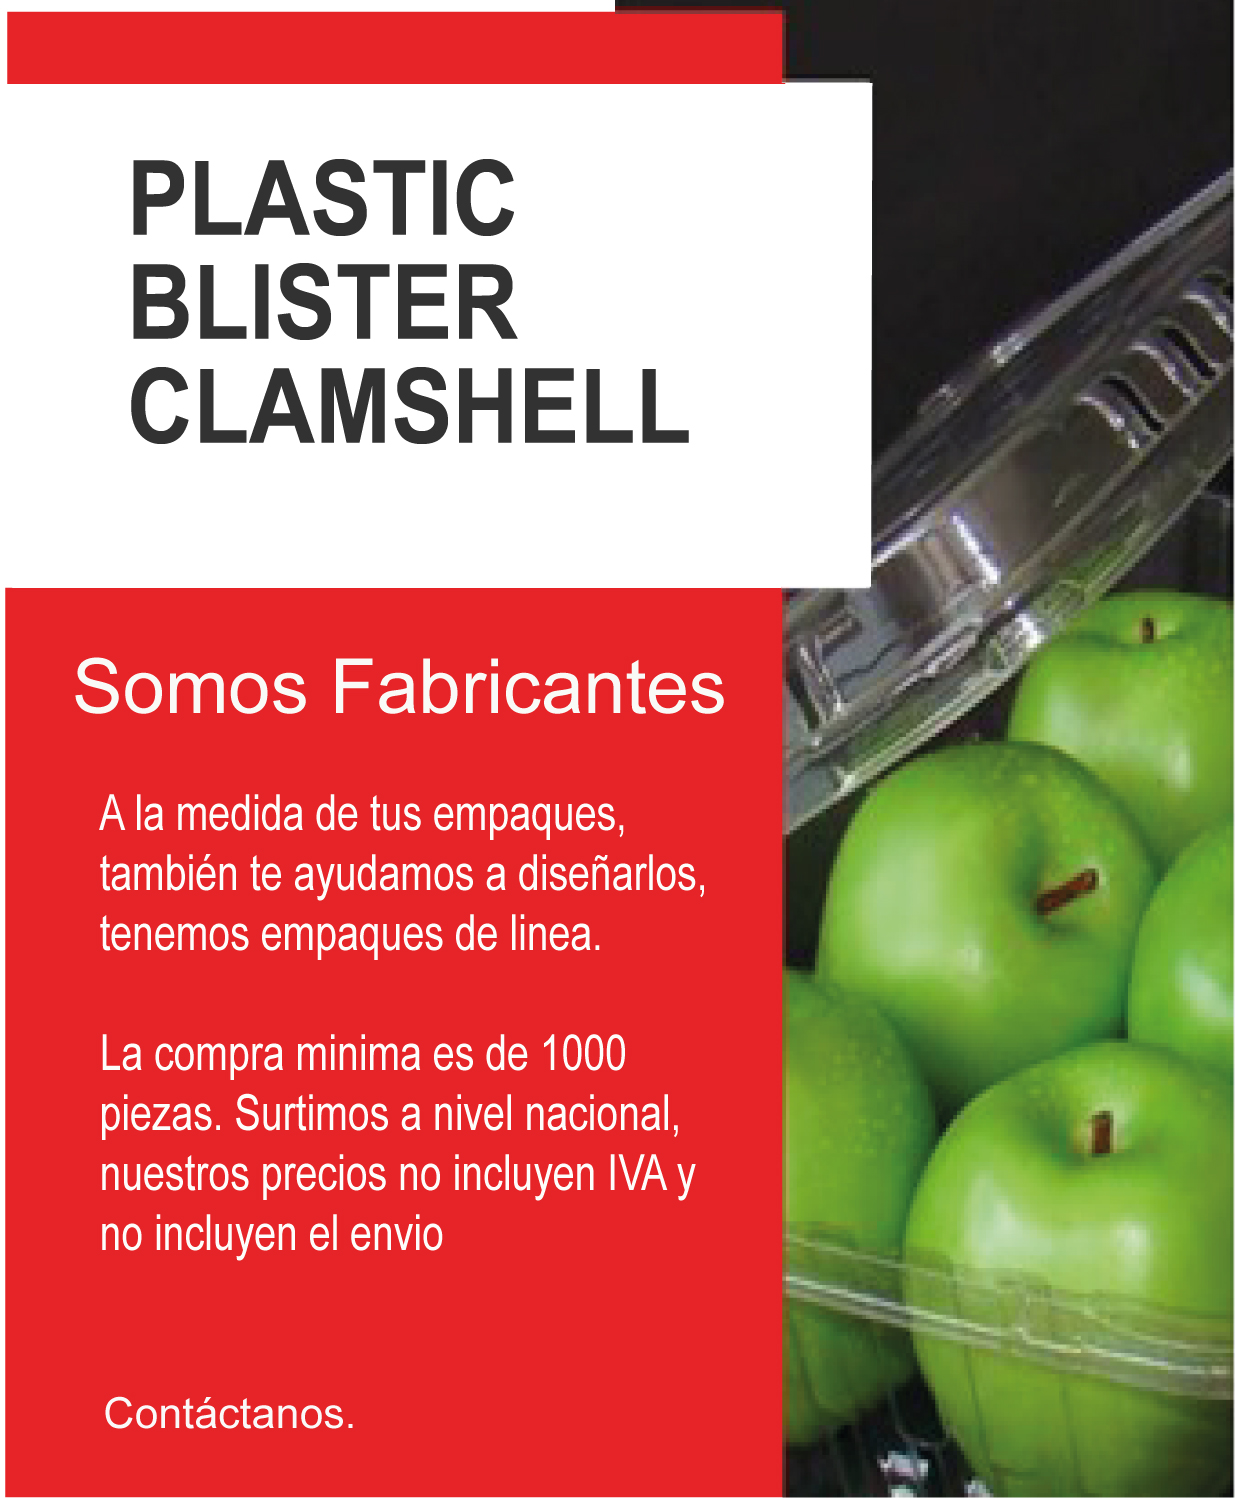 PLASTIC
BLISTER
CLAMSHELL
Somos Fabricantes
A la medida de tus empaques,
también te ayudamos a diseñarlos,
tenemos empaques de linea.
La compra minima es de 1000
piezas. Surtimos a nivel nacional,
nuestros precios no incluyen IVA y
no incluyen el envio
Contáctanos.